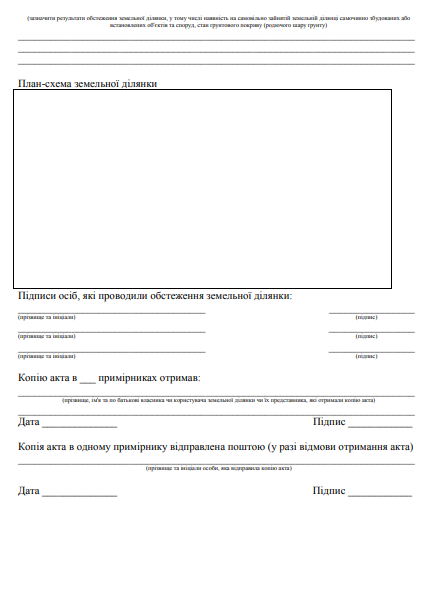 (зазначити результати обстеження земельної ділянки, у тому числі наявність на самовільно зайнятій земельній ділянці самочинно збудованих або
встановлених об'єктів та споруд, стан ґрунтового покриву (родючого шару ґрунту)
План-схема земельної ділянки
Підписи осіб, які проводили обстеження земельної ділянки:
(прізвище та ініціали) (підпис)
(прізвище та ініціали) (підпис)
(прізвище та ініціали) (підпис)
Копію акта в ___ примірниках отримав:
(прізвище, ім'я та по батькові власника чи користувача земельної ділянки чи їх представника, які отримали копію акта)
Дата ______________ Підпис ____________
Копія акта в одному примірнику відправлена поштою (у разі відмови отримання акта)
(прізвище та ініціали особи, яка відправила копію акта)
Дата ______________ Підпис ____________